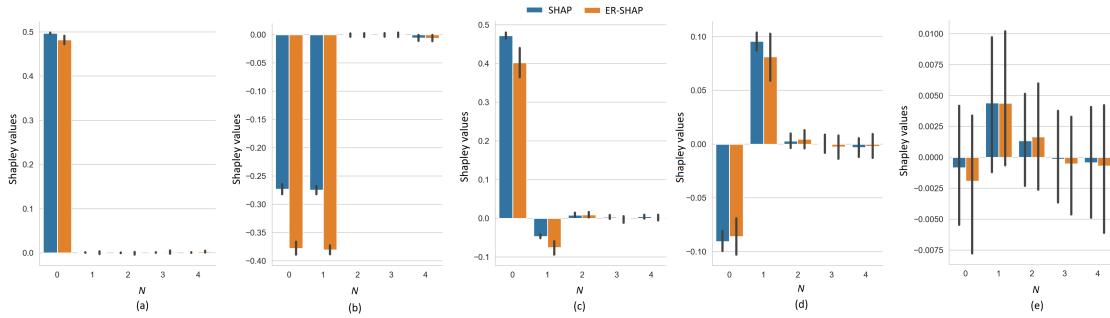 SHAP ER-SHAP
Shapley values
0.5
0.4
0.3
0.2
0.1
0.0
0 1 2 3 4
N
(a)
Shapley values
0.00
−0.05
−0.10
−0.15
−0.20
−0.25
−0.30
−0.35
−0.40
0 1 2 3 4
N
(b)
Shapley values
0.5
0.4
0.3
0.2
0.1
0.0
−0.1
0 1 2 3 4
N
(c)
Shapley values
0.10
0.05
0.00
−0.05
−0.10
0 1 2 3 4
N
(d)
Shapley values
0.0100
0.0075
0.0050
0.0025
0.0000
−0.0025
−0.0050
−0.0075
0 1 2 3 4
N
(e)